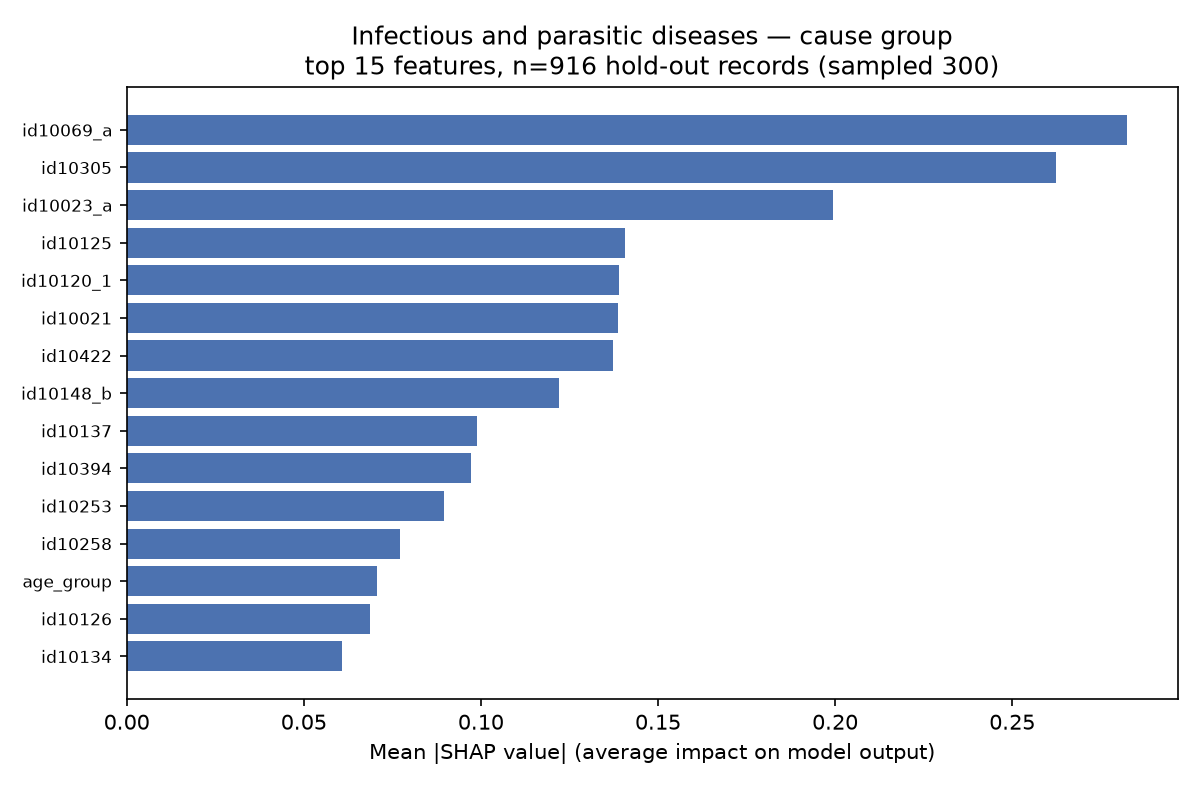 Infectious and parasitic diseases — cause group
top 15 features, n=916 hold-out records (sampled 300)
id10069_a
id10305
id10023_a
id10125
id10120_1
id10021
id10422
id10148_b
id10137
id10394
id10253
id10258
age_group
id10126
id10134
0.00 0.05 0.10 0.15 0.20 0.25
Mean |SHAP value| (average impact on model output)